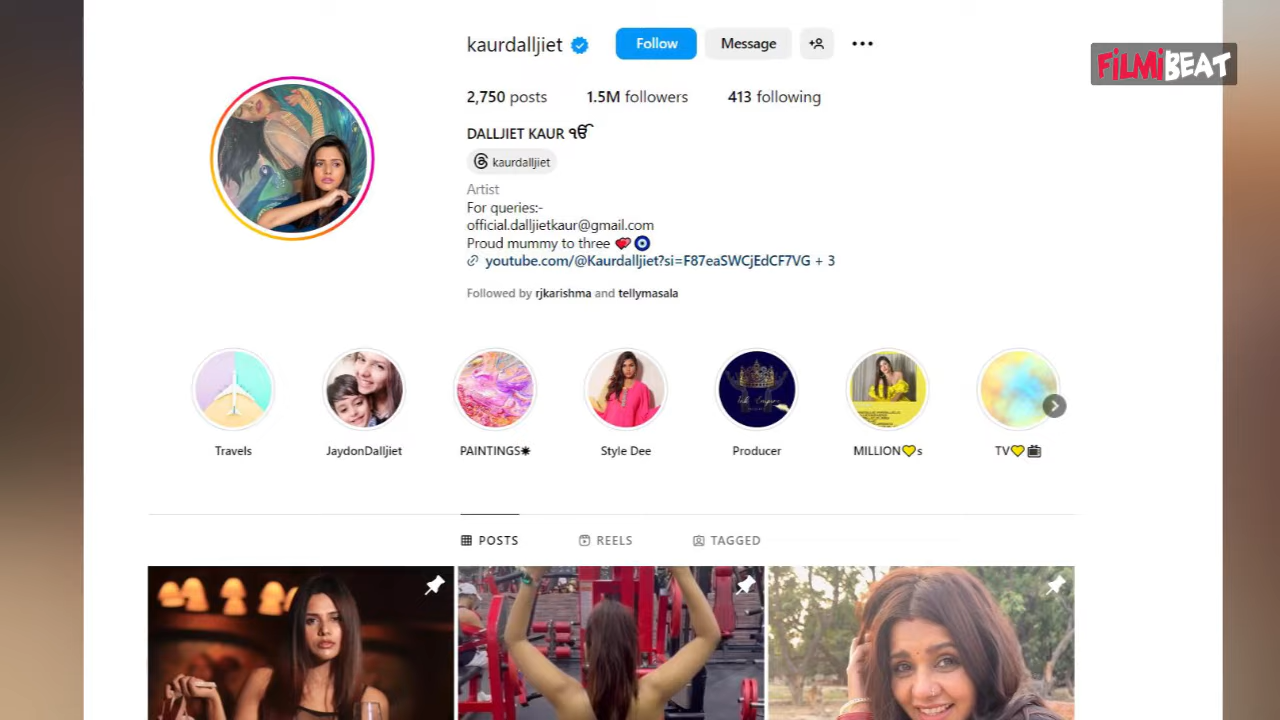 kaurdalljiet Follow Message
FiLMiBEAT
2,750 posts 1.5M followers 413 following
DALLJIET KAUR ੴ
kaurdalljiet
Artist
For queries:-
official.dalljietkaur@gmail.com
Proud mummy to three 💕🧿
youtube.com/@Kaurdalljiet?si=F87eaSWCjEdCF7VG + 3
Followed by rjkarishma and tellymasala
Travels JaydonDalljiet PAINTINGS✷ Style Dee Producer MILLION💛s TV💛📺
POSTS REELS TAGGED